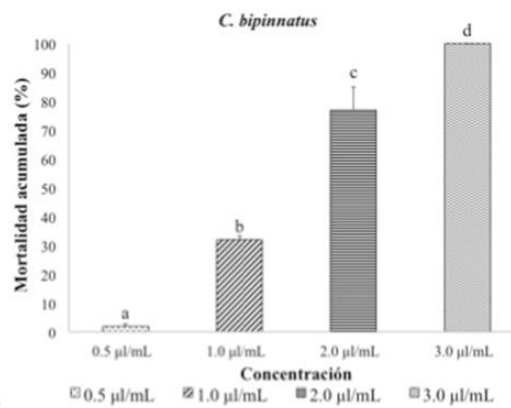 C. bipinnatus
Mortalidad acumulada (%)
100
90
80
70
60
50
40
30
20
10
0
a
b
c
d
0.5 µl/mL 1.0 µl/mL 2.0 µl/mL 3.0 µl/mL
Concentración
0.5 µl/mL 1.0 µl/mL 2.0 µl/mL 3.0 µl/mL